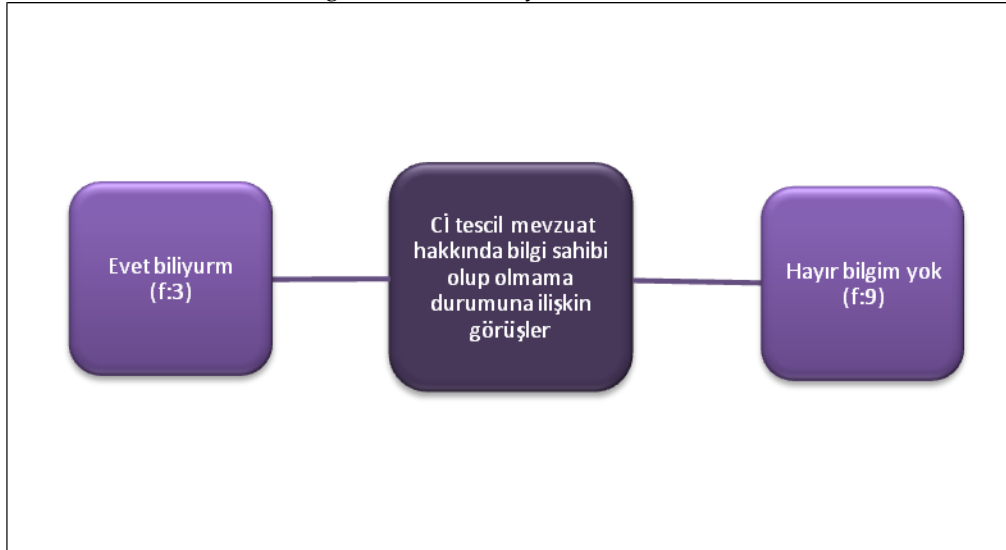 Evet biliyurm
(f:3)
Cİ tescil mevzuat
hakkında bilgi sahibi
olup olmama
durumuna ilişkin
görüşler
Hayır bilgim yok
(f:9)